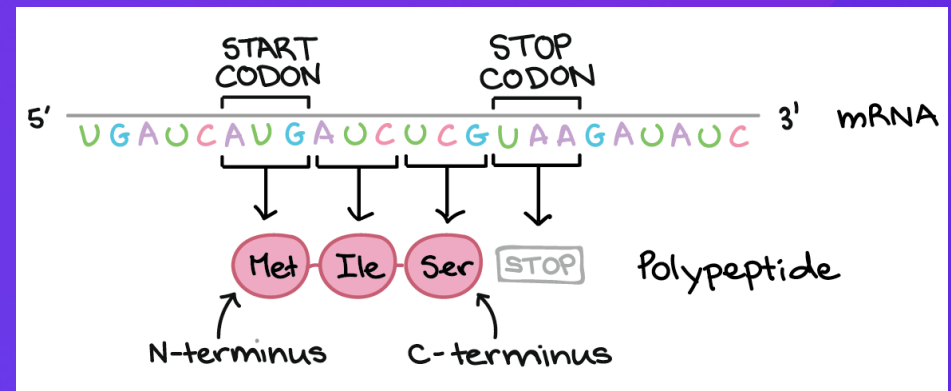 START
CODON
STOP
CODON
5' 3' mRNA
UGAUCAUGAUCUCGUAAGAUAUC
Met Ile Ser STOP Polypeptide
N-terminus C-terminus